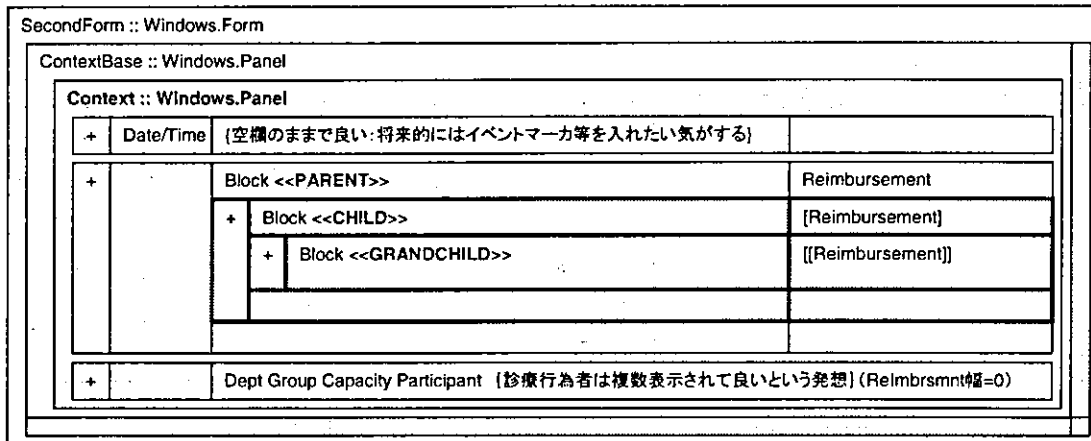 SecondForm :: Windows.Form
ContextBase :: Windows.Panel
Context :: Windows.Panel
+ Date/Time {空欄のままで良い:将来的にはイベントマーカ等を入れたい気がする}
+ Block <<PARENT>> Reimbursement
+ Block <<CHILD>> [Reimbursement]
+ Block <<GRANDCHILD>> [[Reimbursement]]
+ Dept Group Capacity Participant {診療行為者は複数表示されて良いという発想} (ReImbrsmnt幅=0)